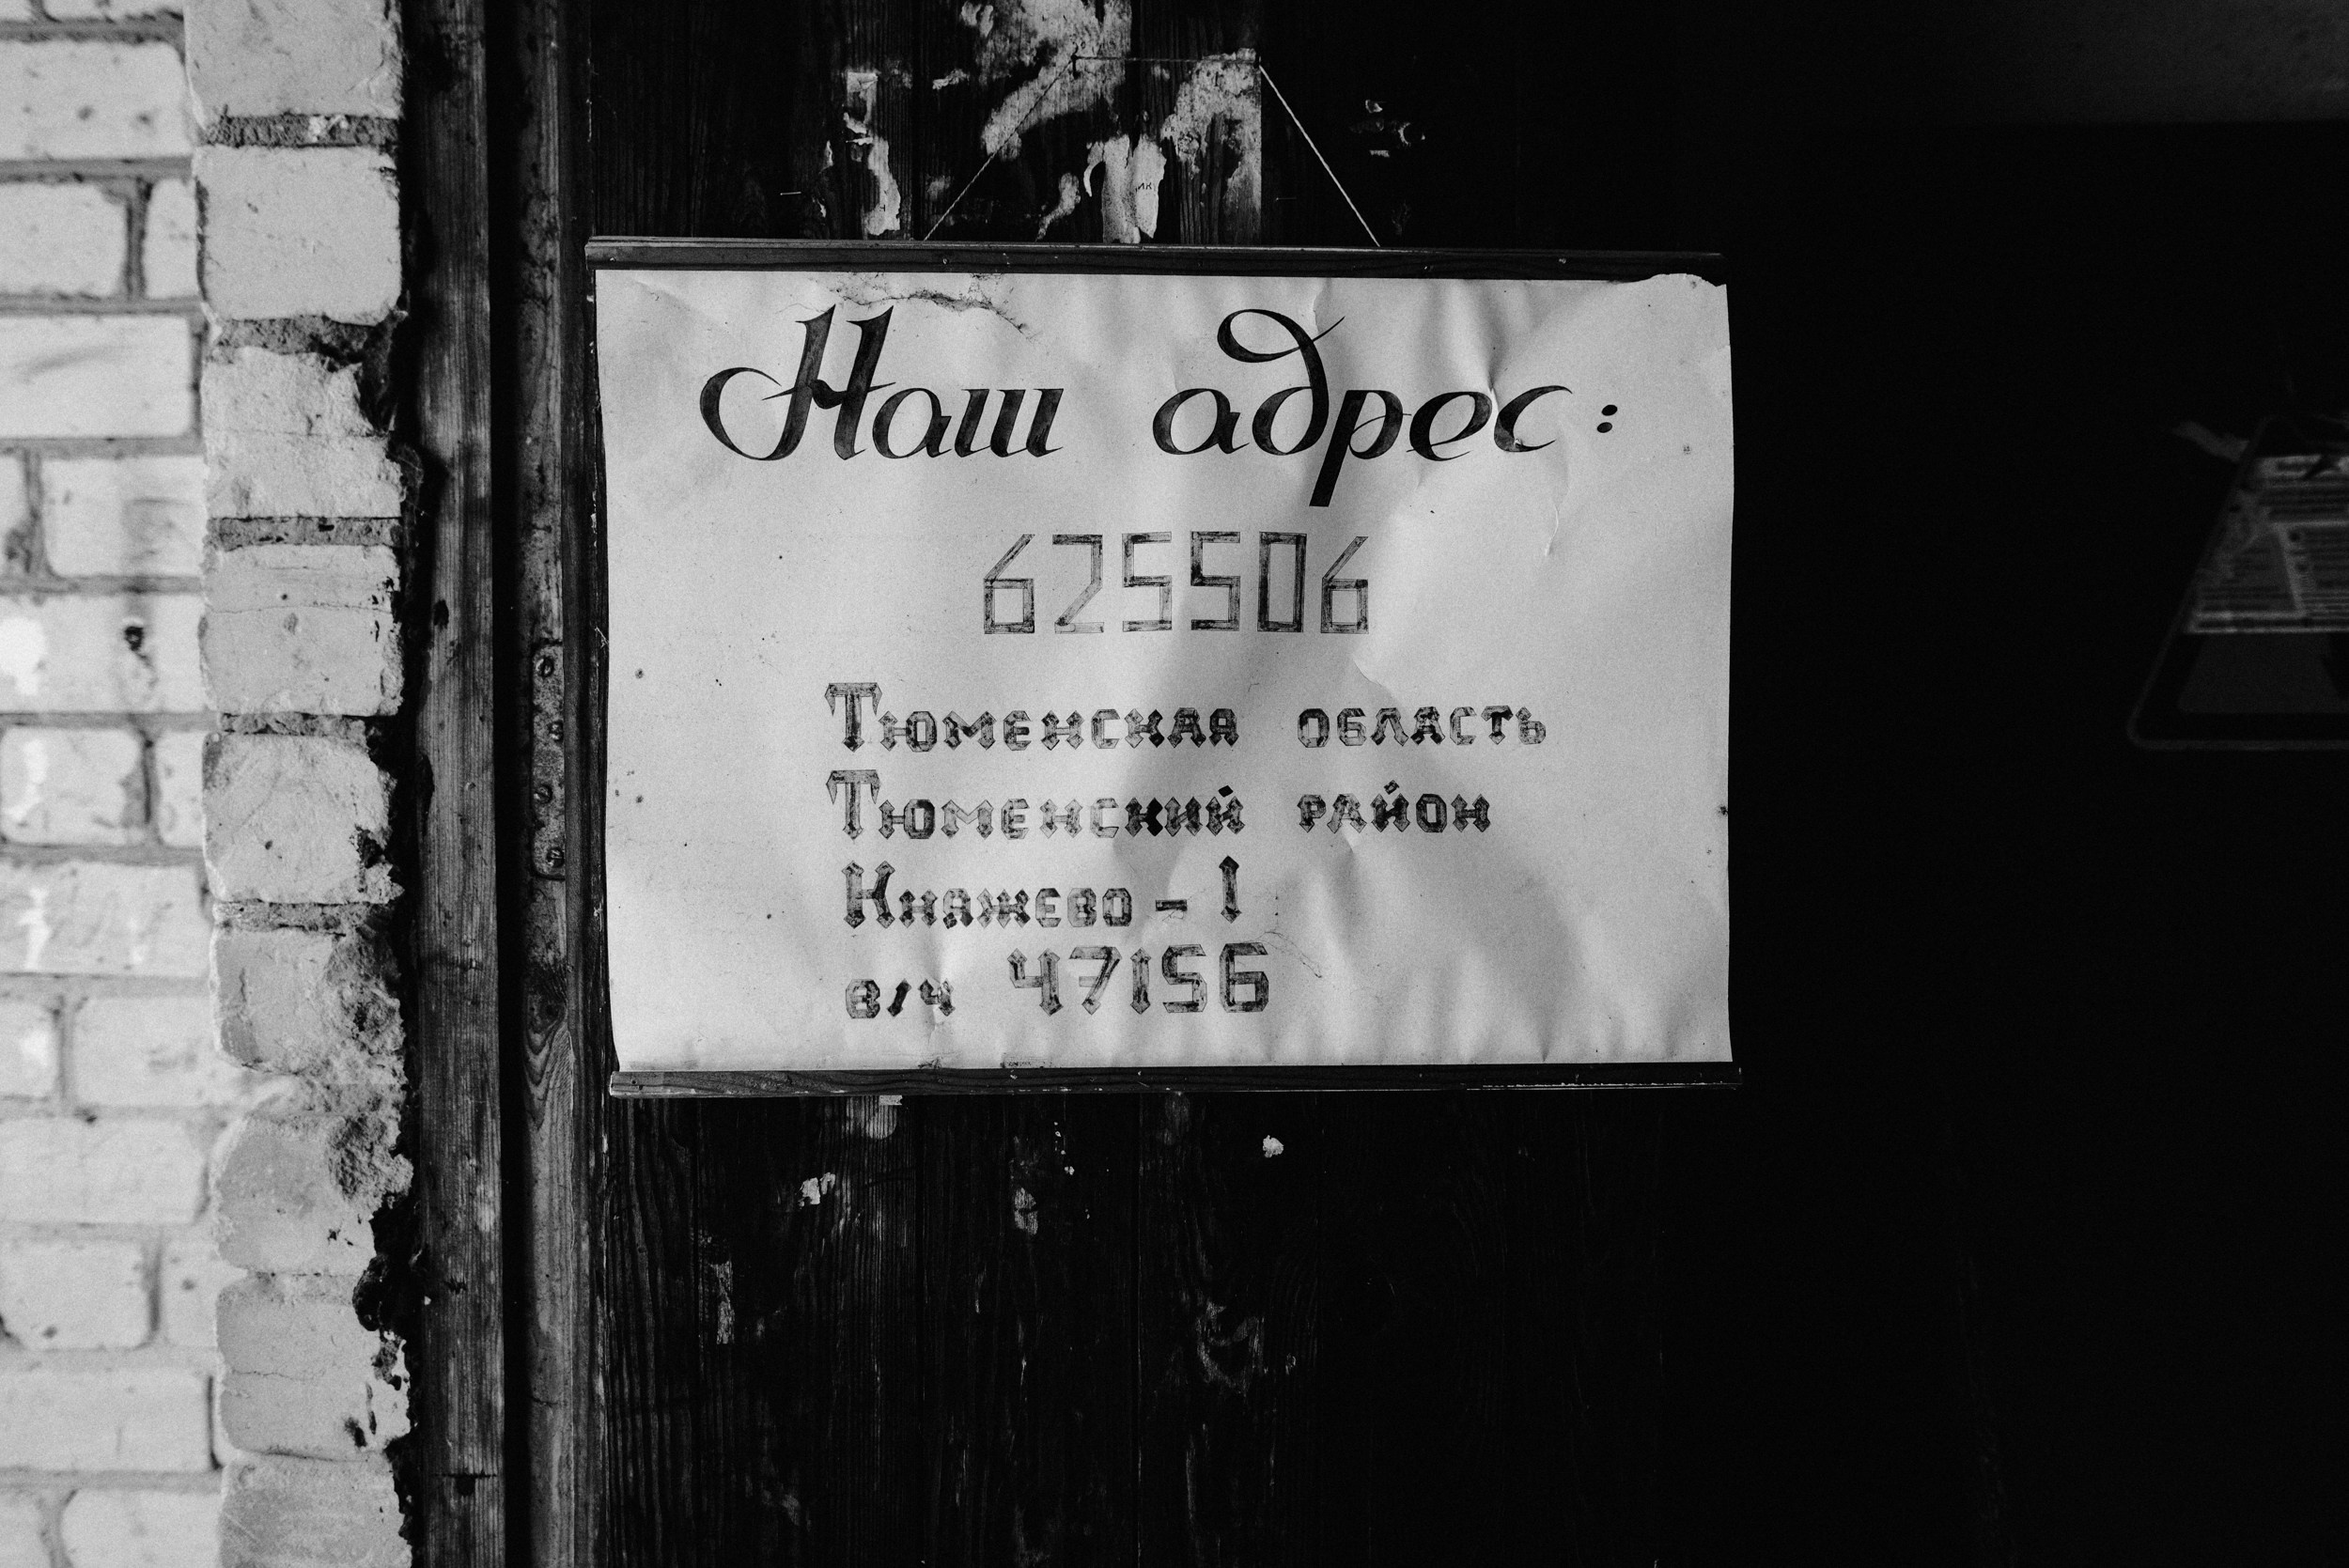 Наш адрес:
625506
Тюменская область
Тюменский район
Княжево – 1
в/ч 47156